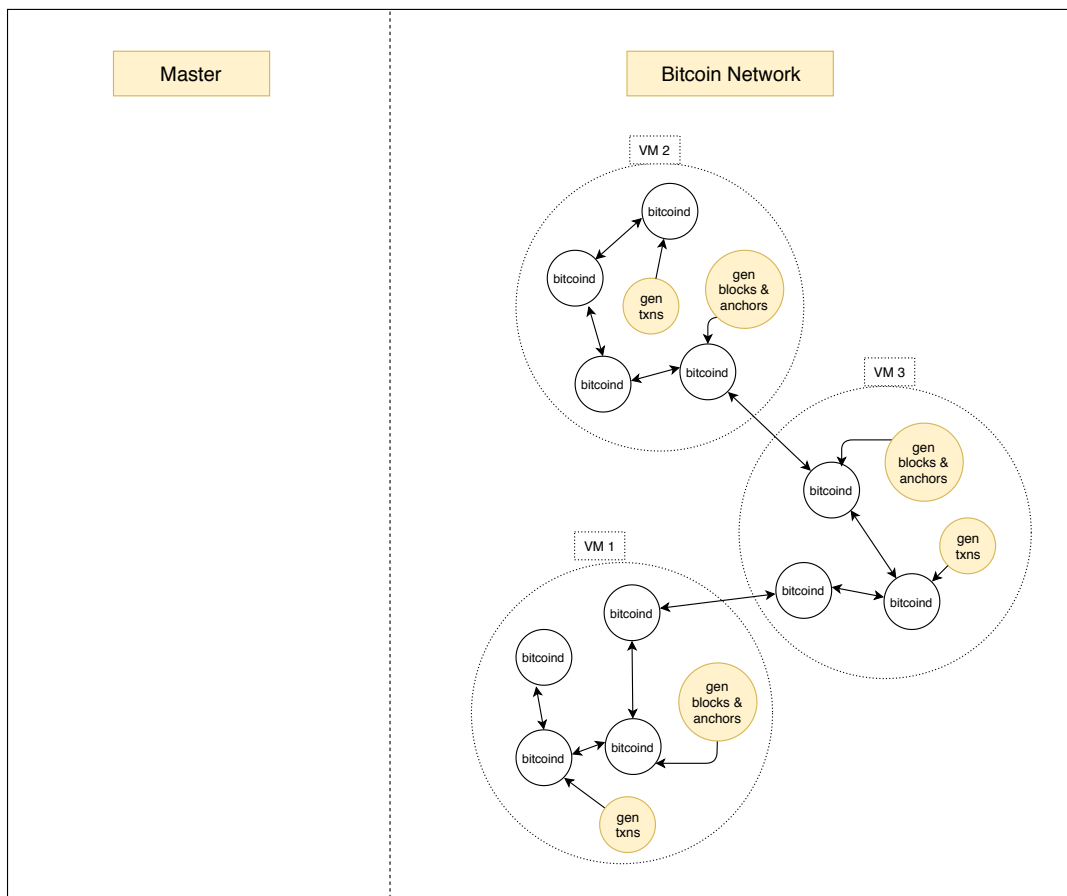 Master
Bitcoin Network
VM 2
bitcoind
bitcoind
gen
blocks &
anchors
gen
txns
bitcoind
bitcoind
VM 3
gen
blocks &
anchors
bitcoind
gen
txns
bitcoind
bitcoind
VM 1
bitcoind
bitcoind
gen
blocks &
anchors
bitcoind
bitcoind
gen
txns